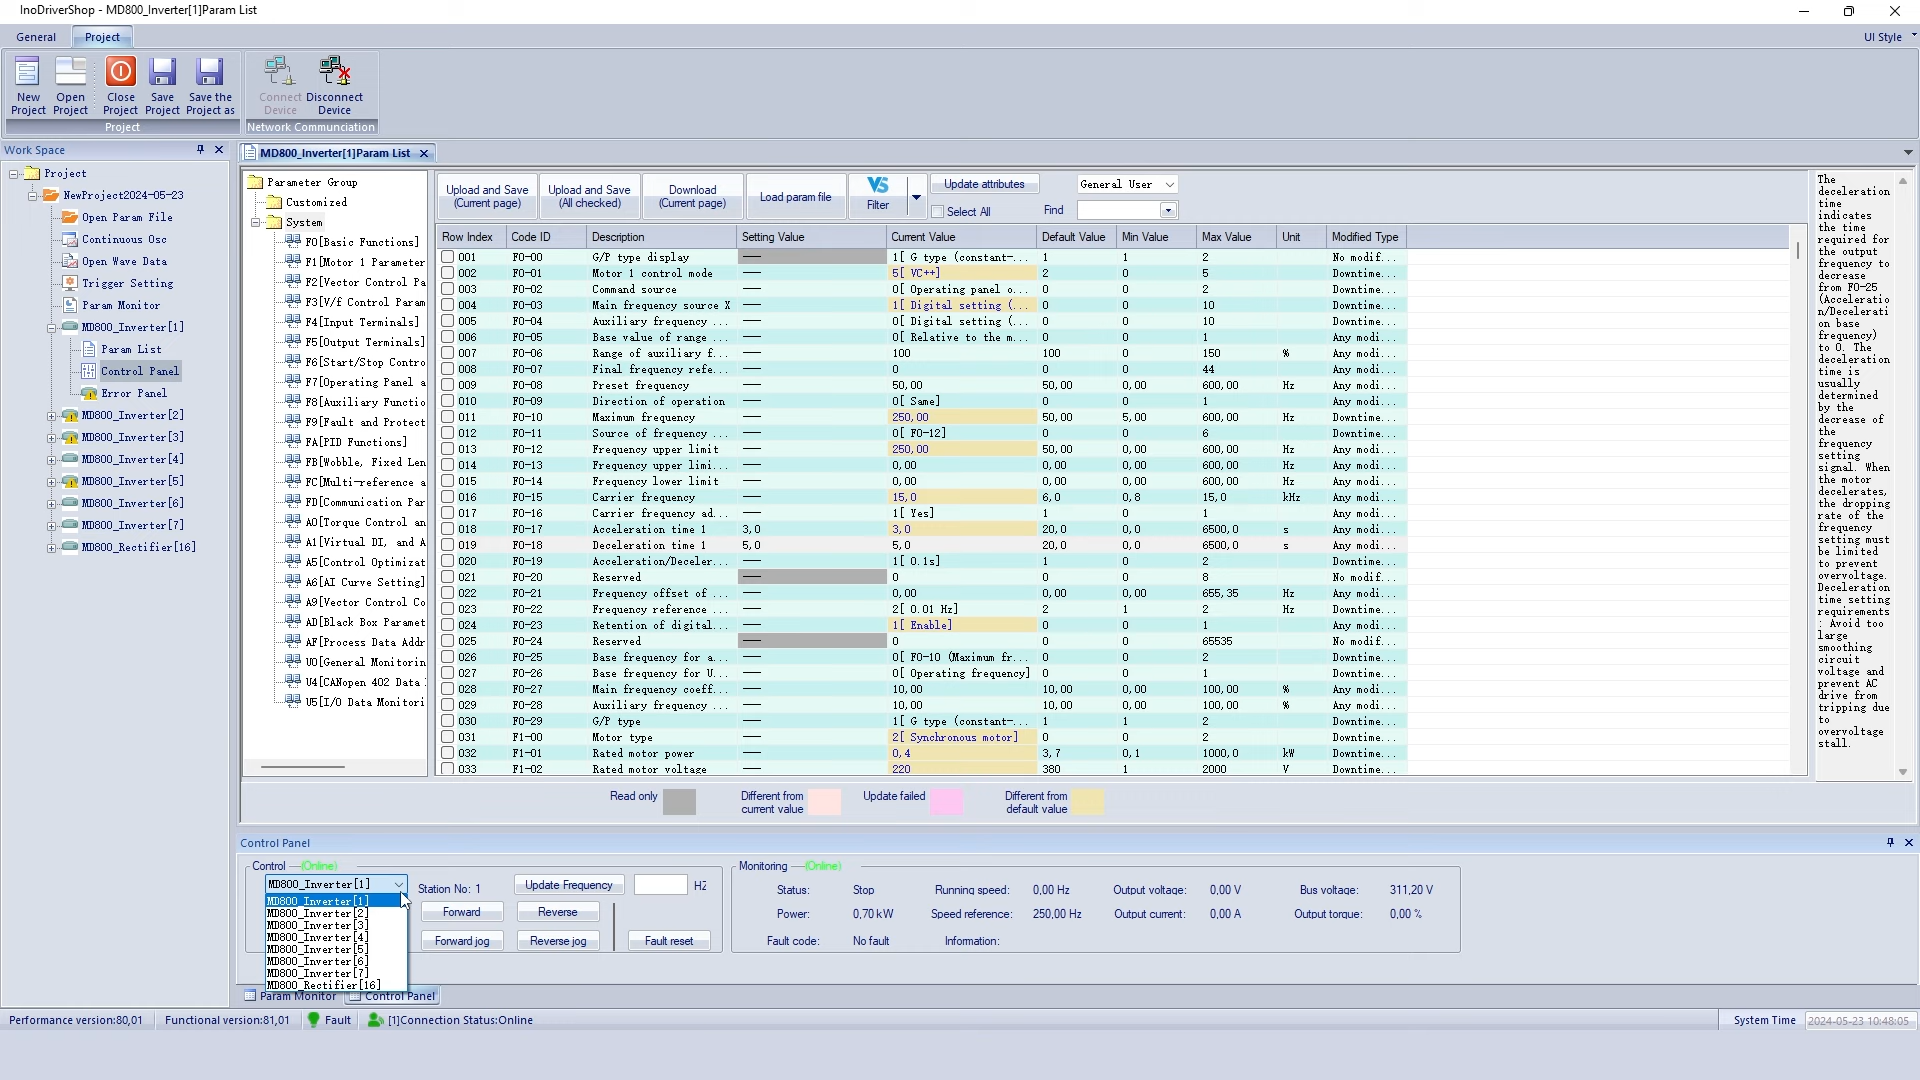 InoDriverShop - MD800_Inverter[1]Param List
General Project UI Style
New Project
Open Project
Close Project
Save Project
Save the Project as
Connect Device
Disconnect Device
Project
Network Communciation
Work Space
Project
NewProject2024-05-23
Open Param File
Continuous Osc
Open Wave Data
Trigger Setting
Param Monitor
MD800_Inverter[1]
Param List
Control Panel
Error Panel
MD800_Inverter[2]
MD800_Inverter[3]
MD800_Inverter[4]
MD800_Inverter[5]
MD800_Inverter[6]
MD800_Inverter[7]
MD800_Rectifier[16]
MD800_Inverter[1]Param List
Parameter Group
Customized
System
F0[Basic Functions]
F1[Motor 1 Parameter
F2[Vector Control Pa
F3[V/f Control Param
F4[Input Terminals]
F5[Output Terminals]
F6[Start/Stop Contro
F7[Operating Panel a
F8[Auxiliary Functio
F9[Fault and Protect
FA[PID Functions]
FB[Wobble, Fixed Len
FC[Multi-reference a
FD[Communication Par
A0[Torque Control an
A1[Virtual DI, and A
A5[Control Optimizat
A6[AI Curve Setting]
A9[Vector Control Co
AD[Black Box Paramet
AF[Process Data Addr
U0[General Monitorin
U4[CANopen 402 Data
U5[I/O Data Monitori
Upload and Save (Current page)
Upload and Save (All checked)
Download (Current page)
Load param file
VS Filter
Update attributes
Select All
General User
Find
Row Index Code ID Description Setting Value Current Value Default Value Min Value Max Value Unit Modified Type
001 F0-00 G/P type display —— 1[ G type (constant-... 1 1 2 No modif...
002 F0-01 Motor 1 control mode —— 5[ VC++] 2 0 5 Downtime...
003 F0-02 Command source —— 0[ Operating panel o... 0 0 2 Downtime...
004 F0-03 Main frequency source X —— 1[ Digital setting (... 0 0 10 Downtime...
005 F0-04 Auxiliary frequency ... —— 0[ Digital setting (... 0 0 10 Downtime...
006 F0-05 Base value of range ... —— 0[ Relative to the m... 0 0 1 Any modi...
007 F0-06 Range of auxiliary f... —— 100 100 0 150 % Any modi...
008 F0-07 Final frequency refe... —— 0 0 0 44 Any modi...
009 F0-08 Preset frequency —— 50,00 50,00 0,00 600,00 Hz Any modi...
010 F0-09 Direction of operation —— 0[ Same] 0 0 1 Any modi...
011 F0-10 Maximum frequency —— 250,00 50,00 5,00 600,00 Hz Downtime...
012 F0-11 Source of frequency ... —— 0[ F0-12] 0 0 6 Downtime...
013 F0-12 Frequency upper limit —— 250,00 50,00 0,00 600,00 Hz Any modi...
014 F0-13 Frequency upper limi... —— 0,00 0,00 0,00 600,00 Hz Any modi...
015 F0-14 Frequency lower limit —— 0,00 0,00 0,00 600,00 Hz Any modi...
016 F0-15 Carrier frequency —— 15,0 6,0 0,8 15,0 kHz Any modi...
017 F0-16 Carrier frequency ad... —— 1[ Yes] 1 0 1 Any modi...
018 F0-17 Acceleration time 1 3,0 3,0 20,0 0,0 6500,0 s Any modi...
019 F0-18 Deceleration time 1 5,0 5,0 20,0 0,0 6500,0 s Any modi...
020 F0-19 Acceleration/Deceler... —— 1[ 0.1s] 1 0 2 Downtime...
021 F0-20 Reserved —— 0 0 0 8 No modif...
022 F0-21 Frequency offset of ... —— 0,00 0,00 0,00 655,35 Hz Any modi...
023 F0-22 Frequency reference ... —— 2[ 0.01 Hz] 2 1 2 Hz Downtime...
024 F0-23 Retention of digital... —— 1[ Enable] 0 0 1 Any modi...
025 F0-24 Reserved —— 0 0 0 65535 No modif...
026 F0-25 Base frequency for a... —— 0[ F0-10 (Maximum fr... 0 0 2 Downtime...
027 F0-26 Base frequency for U... —— 0[ Operating frequency] 0 0 1 Downtime...
028 F0-27 Main frequency coeff... —— 10,00 10,00 0,00 100,00 % Any modi...
029 F0-28 Auxiliary frequency ... —— 10,00 10,00 0,00 100,00 % Any modi...
030 F0-29 G/P type —— 1[ G type (constant-... 1 1 2 Downtime...
031 F1-00 Motor type —— 2[ Synchronous motor] 0 0 2 Downtime...
032 F1-01 Rated motor power —— 0,4 3,7 0,1 1000,0 kW Downtime...
033 F1-02 Rated motor voltage —— 220 380 1 2000 V Downtime...
The
deceleration
time
indicates
the time
required for
the output
frequency to
decrease
from F0-25
(Acceleratio
n/Decelerati
on base
frequency)
to 0. The
deceleration
time is
usually
determined
by the
decrease of
the
frequency
setting
signal. When
the motor
decelerates,
the dropping
rate of the
frequency
setting must
be limited
to prevent
overvoltage.
Deceleration
time setting
requirements
: Avoid too
large
smoothing
circuit
voltage and
prevent AC
drive from
tripping due
to
overvoltage
stall.
Read only
Different from current value
Update failed
Different from default value
Control Panel
Control (Online)
MD800_Inverter[1]
MD800_Inverter[1]
MD800_Inverter[2]
MD800_Inverter[3]
MD800_Inverter[4]
MD800_Inverter[5]
MD800_Inverter[6]
MD800_Inverter[7]
MD800_Rectifier[16]
Station No: 1
Update Frequency HZ
Forward Reverse
Forward jog Reverse jog Fault reset
Monitoring (Online)
Status: Stop Running speed: 0,00 Hz Output voltage: 0,00 V Bus voltage: 311,20 V
Power: 0,70 kW Speed reference: 250,00 Hz Output current: 0,00 A Output torque: 0,00 %
Fault code: No fault Information:
Param Monitor Control Panel
Performance version:80,01 Functional version:81,01 Fault [1]Connection Status:Online System Time 2024-05-23 10:48:05